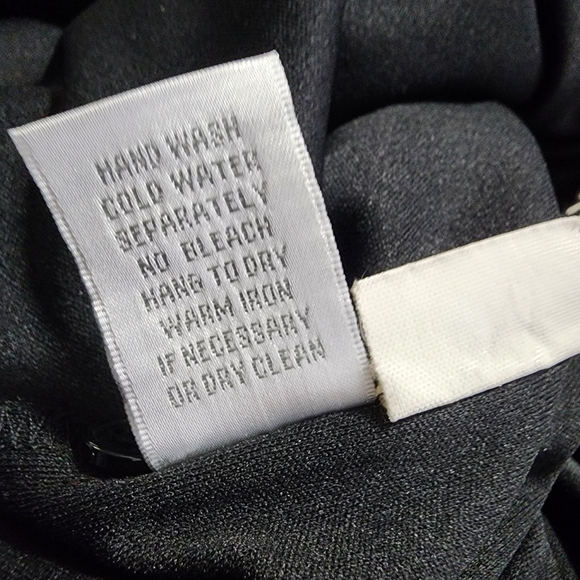 HAND WASH
COLD WATER
SEPARATELY
NO BLEACH
HANG TO DRY
WARM IRON
IF NECESSARY
OR DRY CLEAN